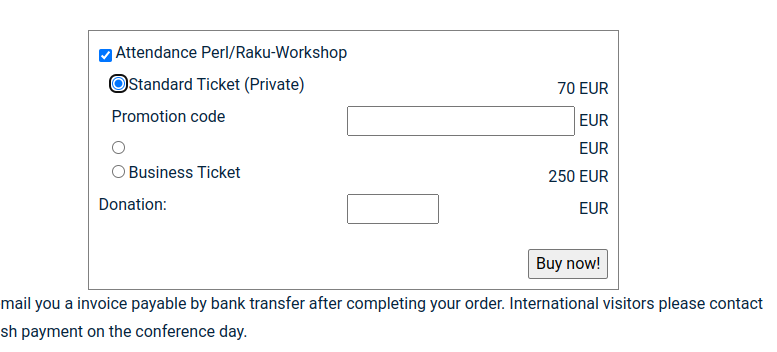 Attendance Perl/Raku-Workshop
Standard Ticket (Private) 70 EUR
Promotion code EUR
EUR
Business Ticket 250 EUR
Donation: EUR
Buy now!
mail you a invoice payable by bank transfer after completing your order. International visitors please contact
sh payment on the conference day.